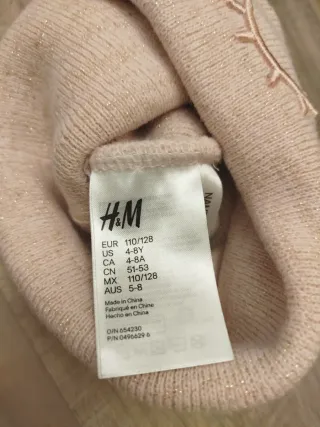 H&M
EUR 110/128
US 4-8Y
CA 4-8A
CN 51-53
MX 110/128
AUS 5-8
Made in China
Fabriqué en Chine
Hecho en China
DIN:654230
P/N:0496629 6